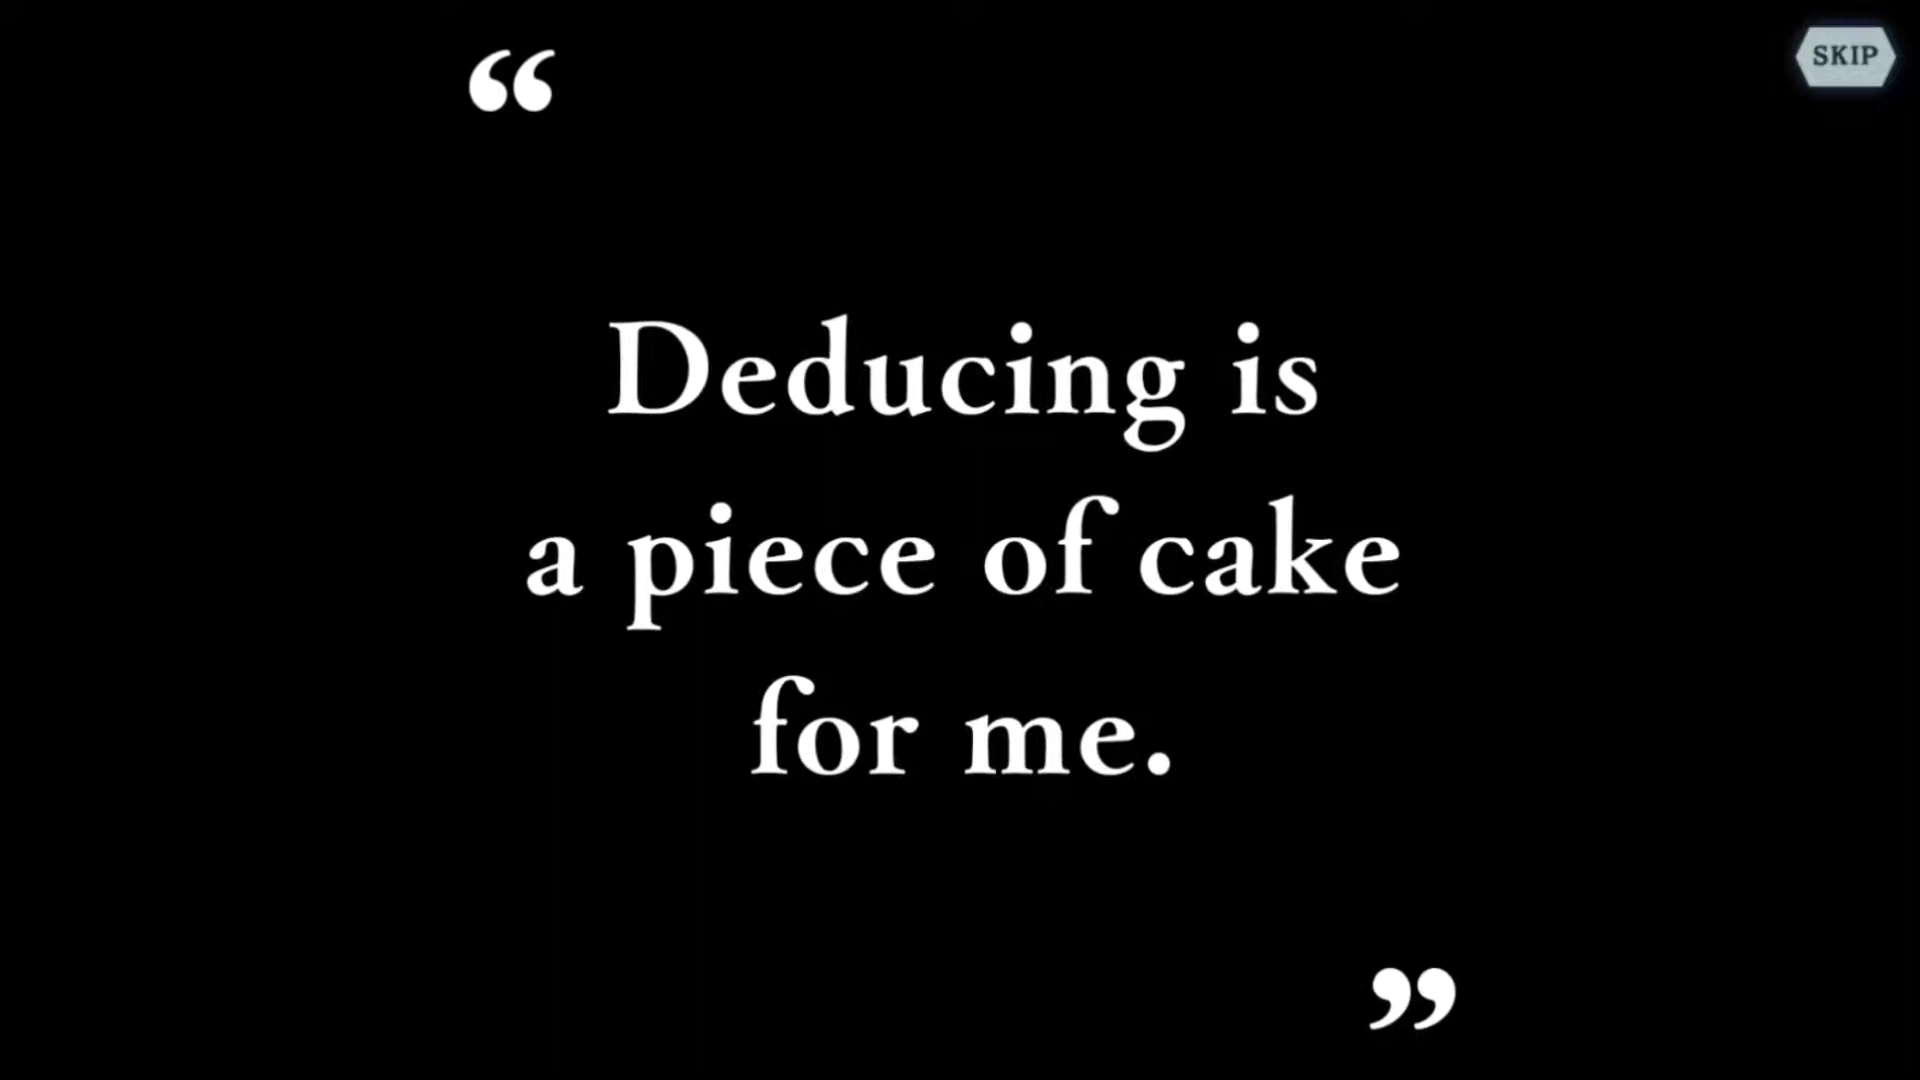 “
SKIP
Deducing is
a piece of cake
for me.
”